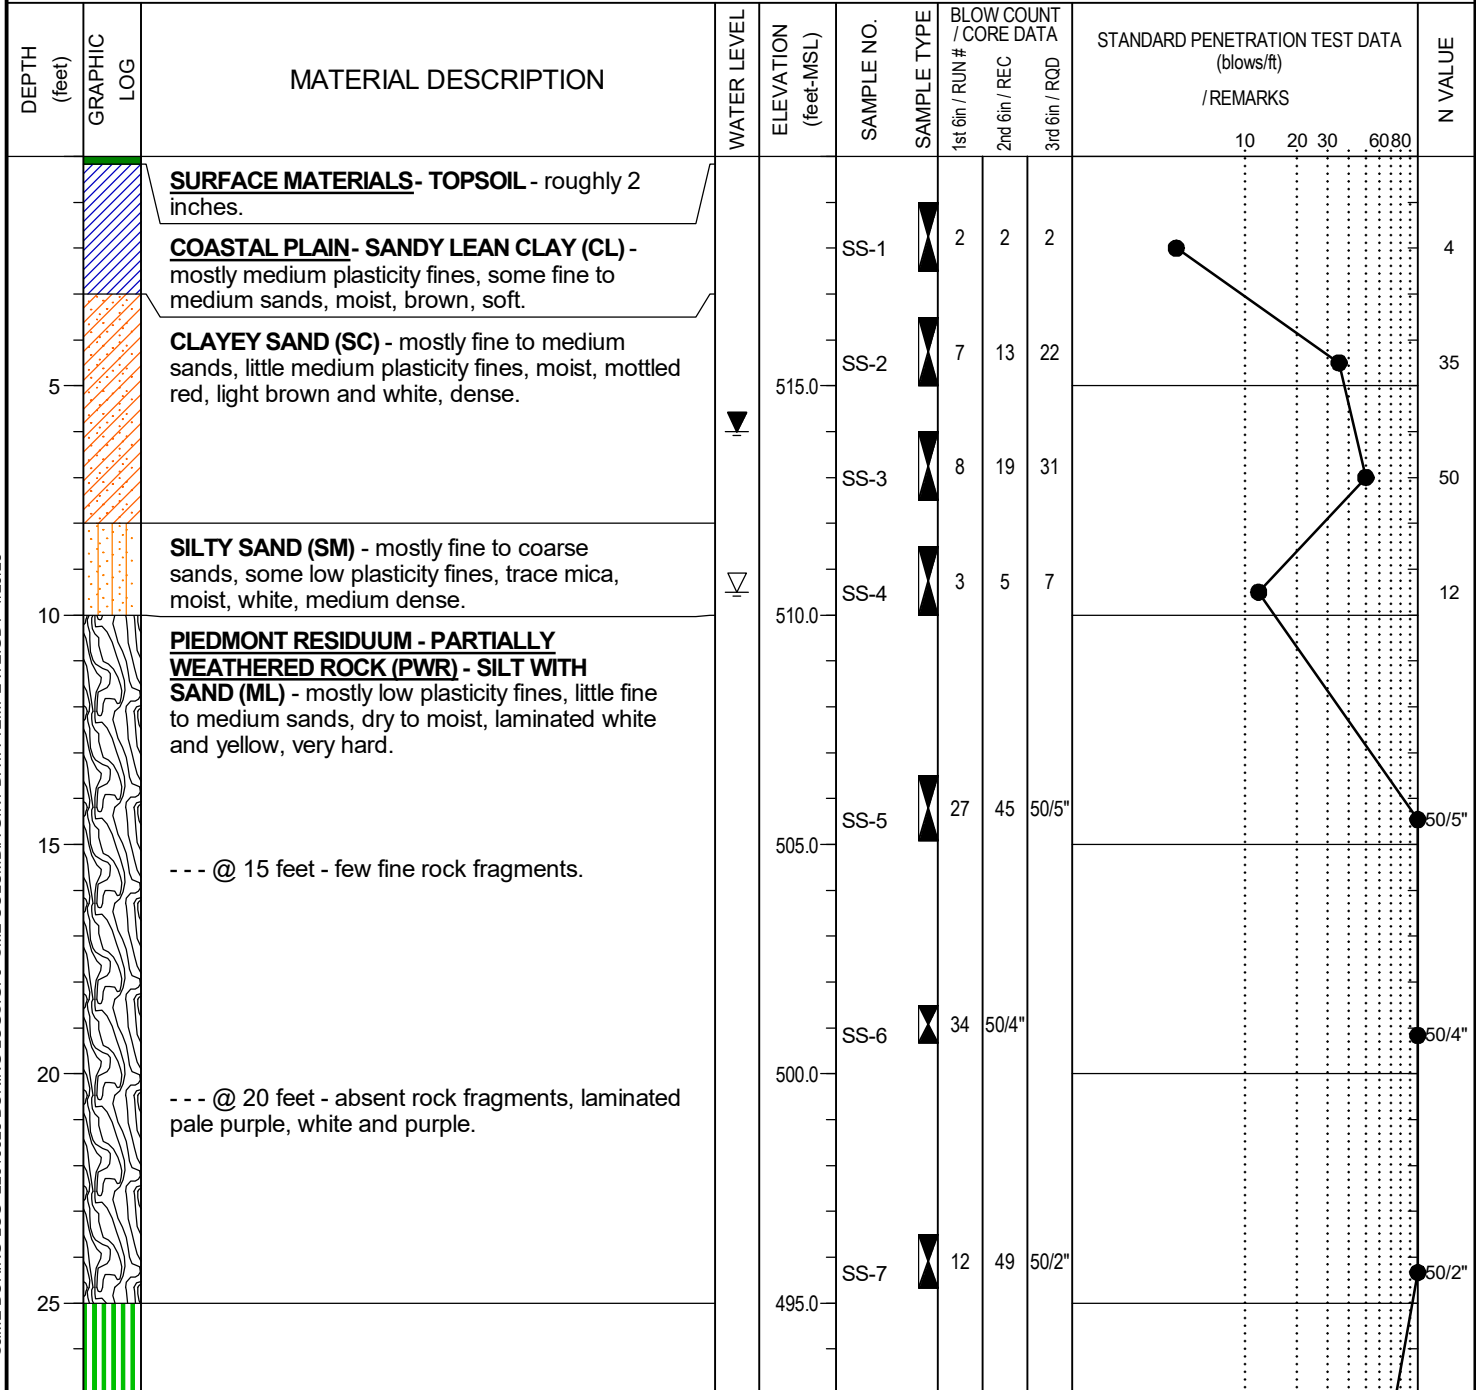 DEPTH
(feet)
GRAPHIC
LOG
MATERIAL DESCRIPTION
WATER LEVEL
ELEVATION
(feet-MSL)
SAMPLE NO.
SAMPLE TYPE
BLOW COUNT
/ CORE DATA
1st 6in / RUN #
2nd 6in / REC
3rd 6in / RQD
STANDARD PENETRATION TEST DATA
(blows/ft)
/ REMARKS
10 20 30 60 80
N VALUE
SURFACE MATERIALS - TOPSOIL - roughly 2
inches.
COASTAL PLAIN - SANDY LEAN CLAY (CL) -
mostly medium plasticity fines, some fine to
medium sands, moist, brown, soft.
SS-1 2 2 2 4
CLAYEY SAND (SC) - mostly fine to medium
sands, little medium plasticity fines, moist, mottled
red, light brown and white, dense.
SS-2 7 13 22 35
5 515.0
SS-3 8 19 31 50
SILTY SAND (SM) - mostly fine to coarse
sands, some low plasticity fines, trace mica,
moist, white, medium dense.
SS-4 3 5 7 12
10 510.0
PIEDMONT RESIDUUM - PARTIALLY
WEATHERED ROCK (PWR) - SILT WITH
SAND (ML) - mostly low plasticity fines, little fine
to medium sands, dry to moist, laminated white
and yellow, very hard.
SS-5 27 45 50/5" 50/5"
15 505.0
- - - @ 15 feet - few fine rock fragments.
SS-6 34 50/4" 50/4"
20 500.0
- - - @ 20 feet - absent rock fragments, laminated
pale purple, white and purple.
SS-7 12 49 50/2" 50/2"
25 495.0